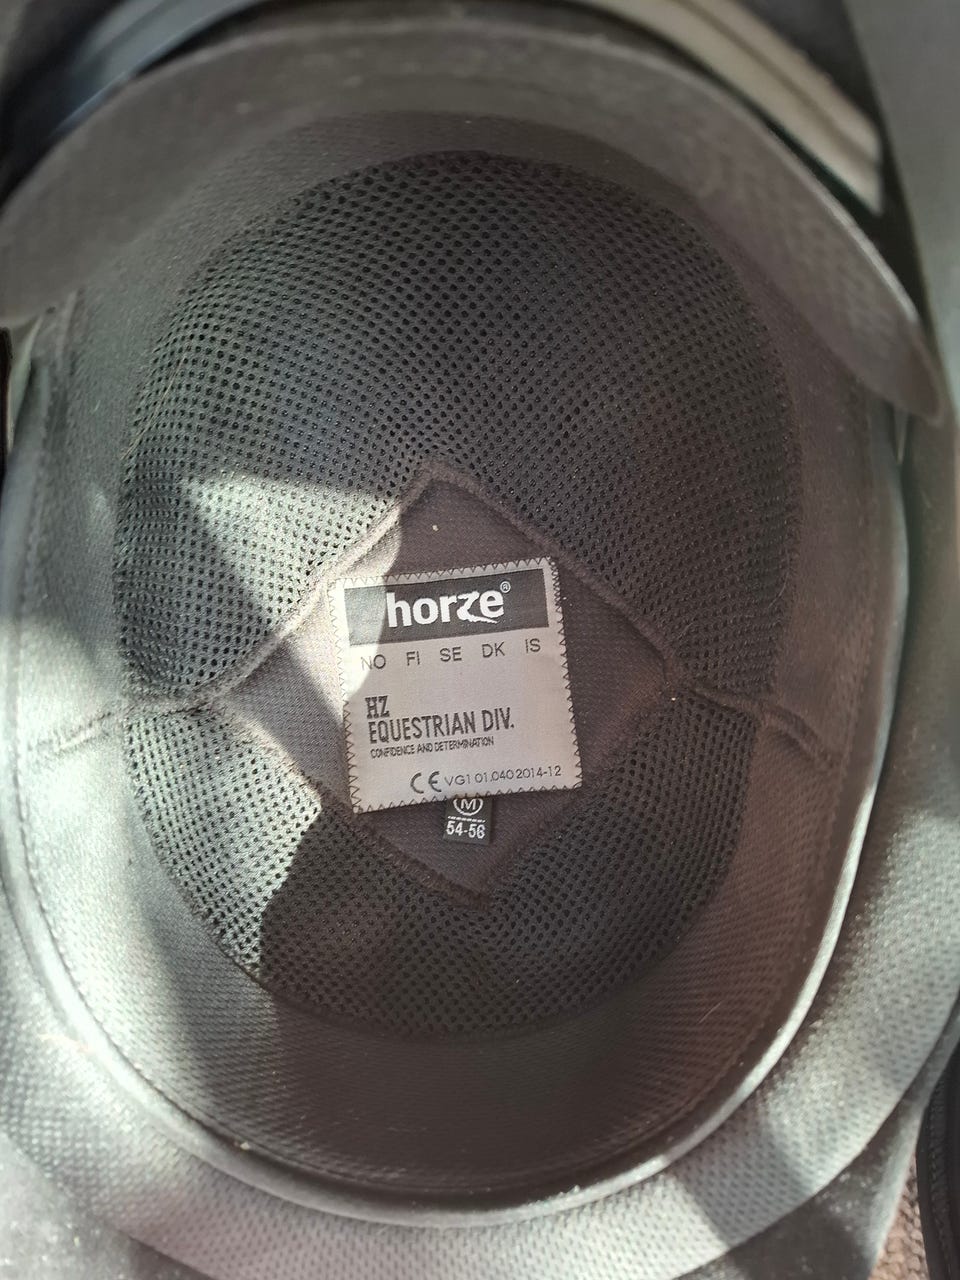 horze®
NO FI SE DK IS
HZ
EQUESTRIAN DIV.
CONFIDENCE AND DETERMINATION
CE VG1 01.040 2014-12
M
54-56